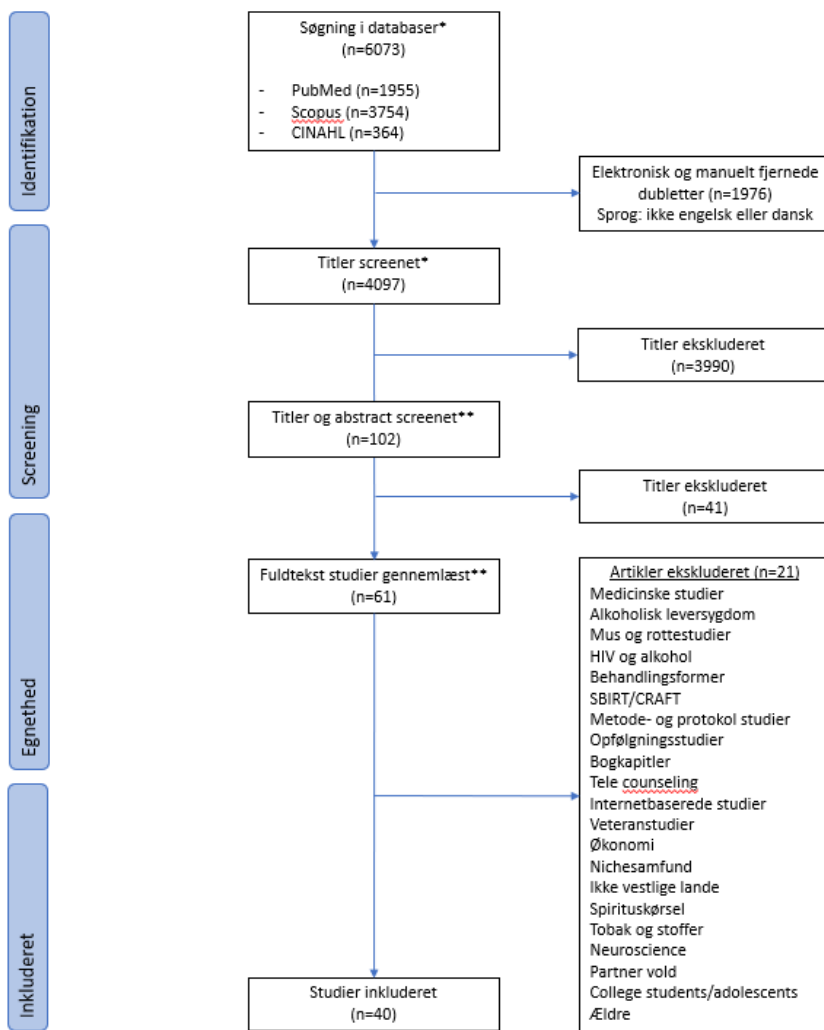 Identifikation
Søgning i databaser*
(n=6073)
- PubMed (n=1955)
- Scopus (n=3754)
- CINAHL (n=364)
Elektronisk og manuelt fjernede
dubletter (n=1976)
Sprog: ikke engelsk eller dansk
Screening
Titler screenet*
(n=4097)
Titler ekskluderet
(n=3990)
Titler og abstract screenet**
(n=102)
Titler ekskluderet
(n=41)
Egnethed
Fuldtekst studier gennemlæst**
(n=61)
Artikler ekskluderet (n=21)
Medicinske studier
Alkoholisk leversygdom
Mus og rottestudier
HIV og alkohol
Behandlingsformer
SBIRT/CRAFT
Metode- og protokol studier
Opfølgningsstudier
Bogkapitler
Tele counseling
Internetbaserede studier
Veteranstudier
Økonomi
Nichesamfund
Ikke vestlige lande
Spirituskørsel
Tobak og stoffer
Neuroscience
Partner vold
College students/adolescents
Ældre
Inkluderet
Studier inkluderet
(n=40)